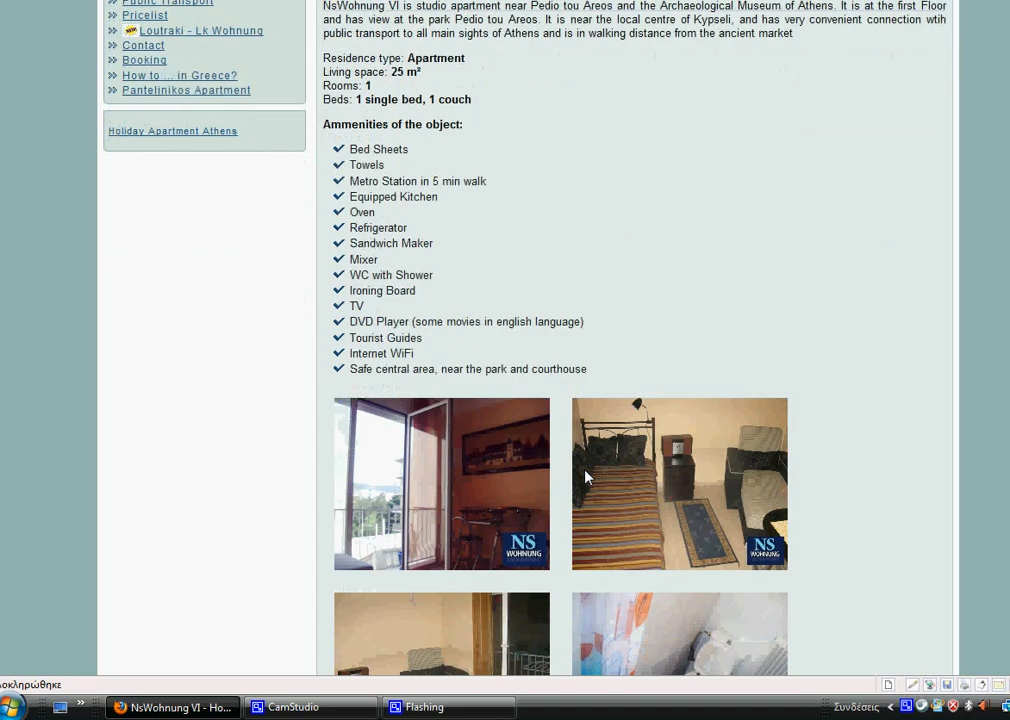 Public Transport
Pricelist
Loutraki - Lk Wohnung
Contact
Booking
How to ... in Greece?
Pantelinikos Apartment
Holiday Apartment Athens
NsWohnung VI is studio apartment near Pedio tou Areos and the Archaeological Museum of Athens. It is at the first Floor
and has view at the park Pedio tou Areos. It is near the local centre of Kypseli, and has very convenient connection wtih
public transport to all main sights of Athens and is in walking distance from the ancient market
Residence type: Apartment
Living space: 25 m²
Rooms: 1
Beds: 1 single bed, 1 couch
Ammenities of the object:
Bed Sheets
Towels
Metro Station in 5 min walk
Equipped Kitchen
Oven
Refrigerator
Sandwich Maker
Mixer
WC with Shower
Ironing Board
TV
DVD Player (some movies in english language)
Tourist Guides
Internet WiFi
Safe central area, near the park and courthouse
NS
WOHNUNG
NS
WOHNUNG
οκληρώθηκε
NsWohnung VI - Ho...
CamStudio
Flashing
Συνδέσεις